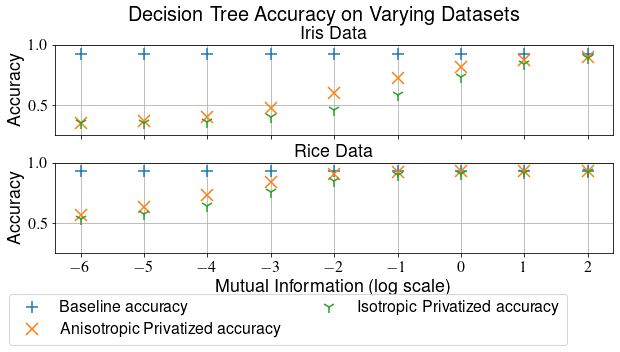 Decision Tree Accuracy on Varying Datasets
Iris Data
1.0
0.5
Accuracy
Rice Data
1.0
0.5
Accuracy
−6 −5 −4 −3 −2 −1 0 1 2
Mutual Information (log scale)
Baseline accuracy
Anisotropic Privatized accuracy
Isotropic Privatized accuracy